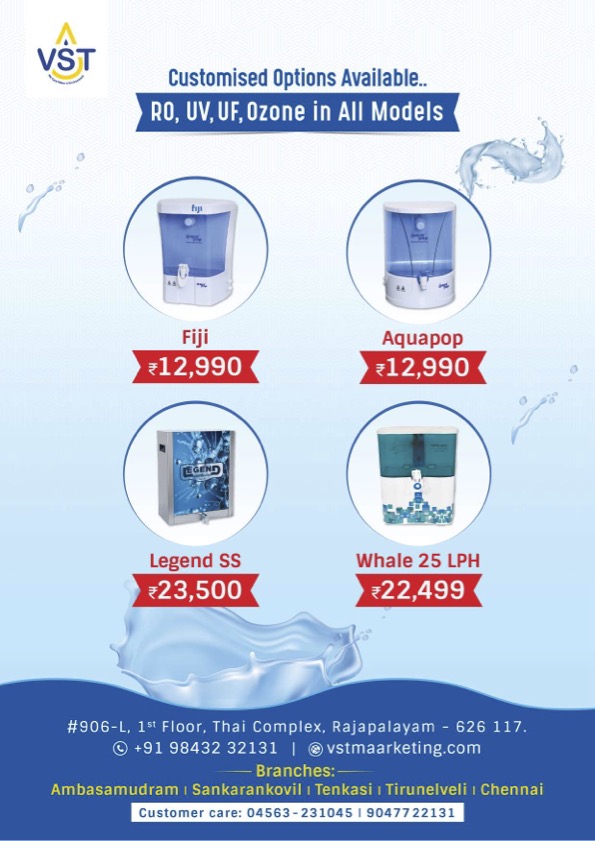 VST
Customised Options Available..
RO, UV, UF, Ozone in All Models
fiji
Fiji
₹12,990
Aquapop
₹12,990
LEGEND
Legend SS
₹23,500
Whale 25 LPH
₹22,499
#906-L, 1st Floor, Thai Complex, Rajapalayam - 626 117.
+91 98432 32131 | vstmaarketing.com
Branches:
Ambasamudram | Sankarankovil | Tenkasi | Tirunelveli | Chennai
Customer care: 04563-231045 | 9047722131